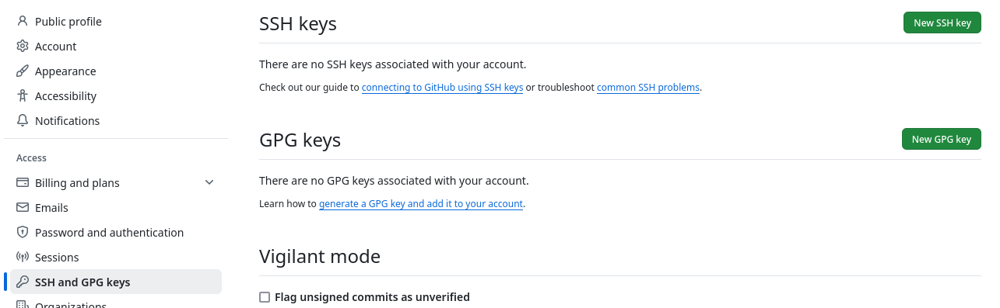 Public profile
Account
Appearance
Accessibility
Notifications
Access
Billing and plans
Emails
Password and authentication
Sessions
SSH and GPG keys
Organizations
SSH keys
New SSH key
There are no SSH keys associated with your account.
Check out our guide to connecting to GitHub using SSH keys or troubleshoot common SSH problems.
GPG keys
New GPG key
There are no GPG keys associated with your account.
Learn how to generate a GPG key and add it to your account.
Vigilant mode
Flag unsigned commits as unverified